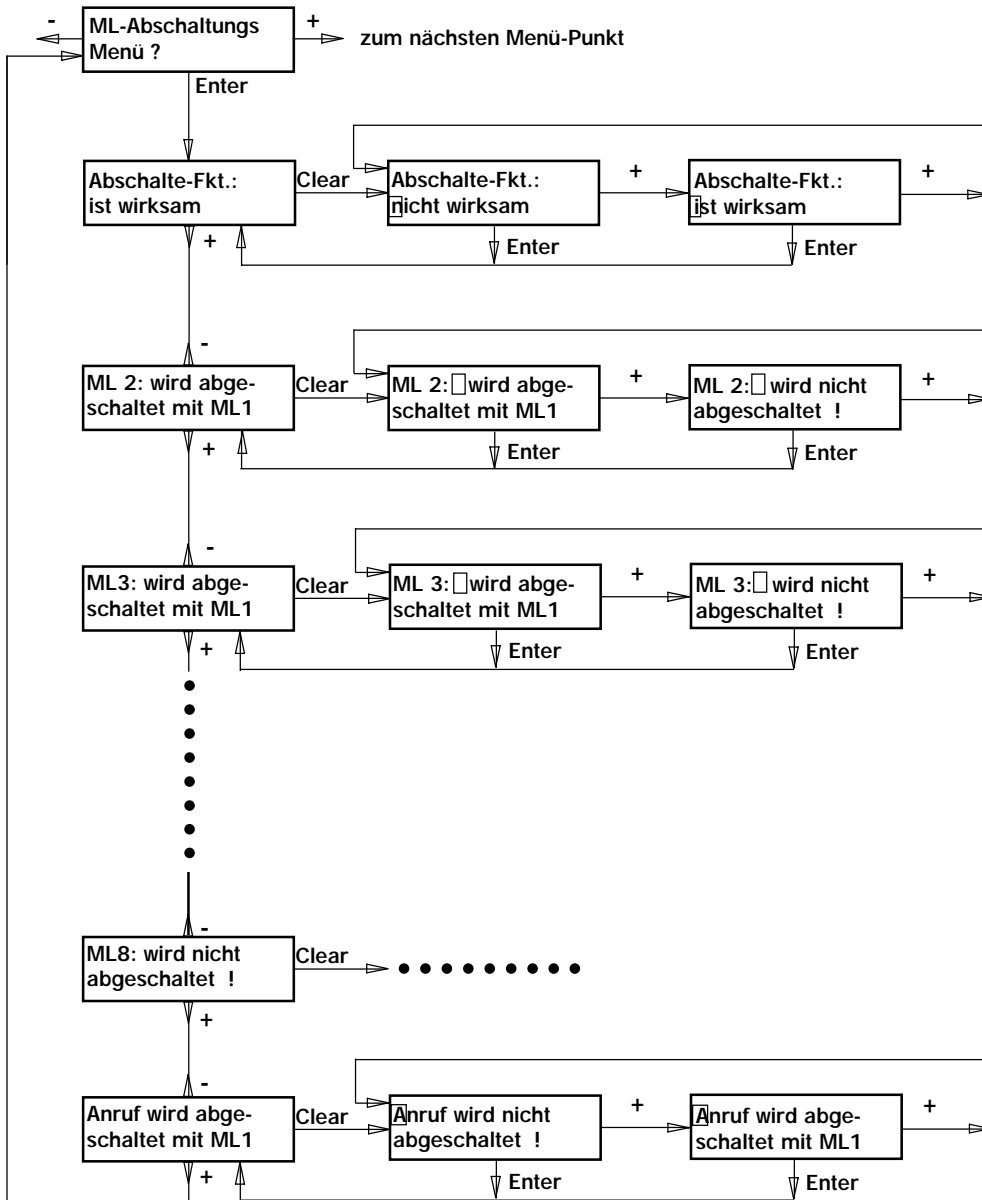 -
ML-Abschaltungs
Menü ?
+
zum nächsten Menü-Punkt
Enter
Abschalte-Fkt.:
ist wirksam
Clear
Abschalte-Fkt.:
nicht wirksam
+
Abschalte-Fkt.:
ist wirksam
+
+
Enter
Enter
-
ML 2: wird abge-
schaltet mit ML1
Clear
ML 2: wird abge-
schaltet mit ML1
+
ML 2: wird nicht
abgeschaltet !
+
+
Enter
Enter
-
ML3: wird abge-
schaltet mit ML1
Clear
ML 3: wird abge-
schaltet mit ML1
+
ML 3: wird nicht
abgeschaltet !
+
+
Enter
Enter
-
ML8: wird nicht
abgeschaltet !
Clear
+
-
Anruf wird abge-
schaltet mit ML1
Clear
Anruf wird nicht
abgeschaltet !
+
Anruf wird abge-
schaltet mit ML1
+
+
Enter
Enter